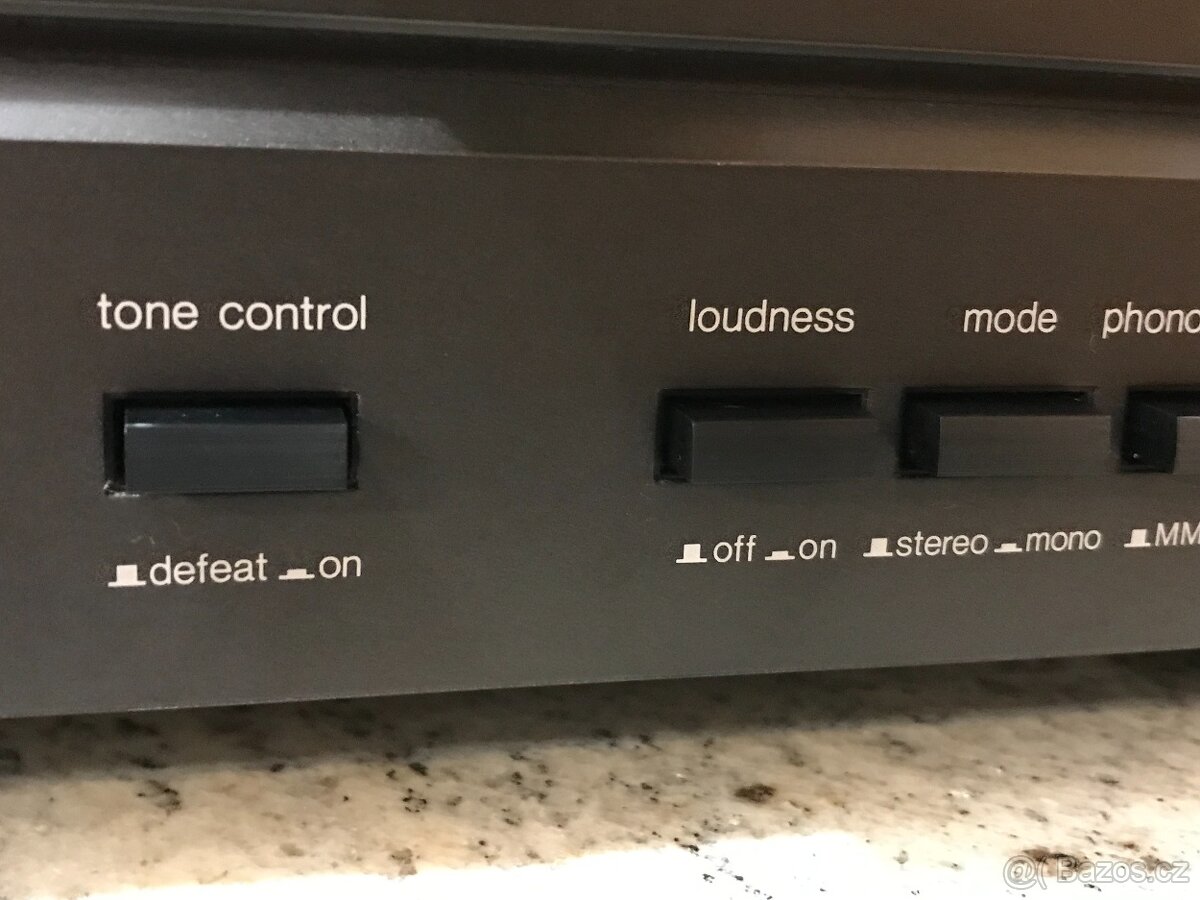 tone control loudness mode phono
defeat on off on stereo mono MM
@( Bazos.cz